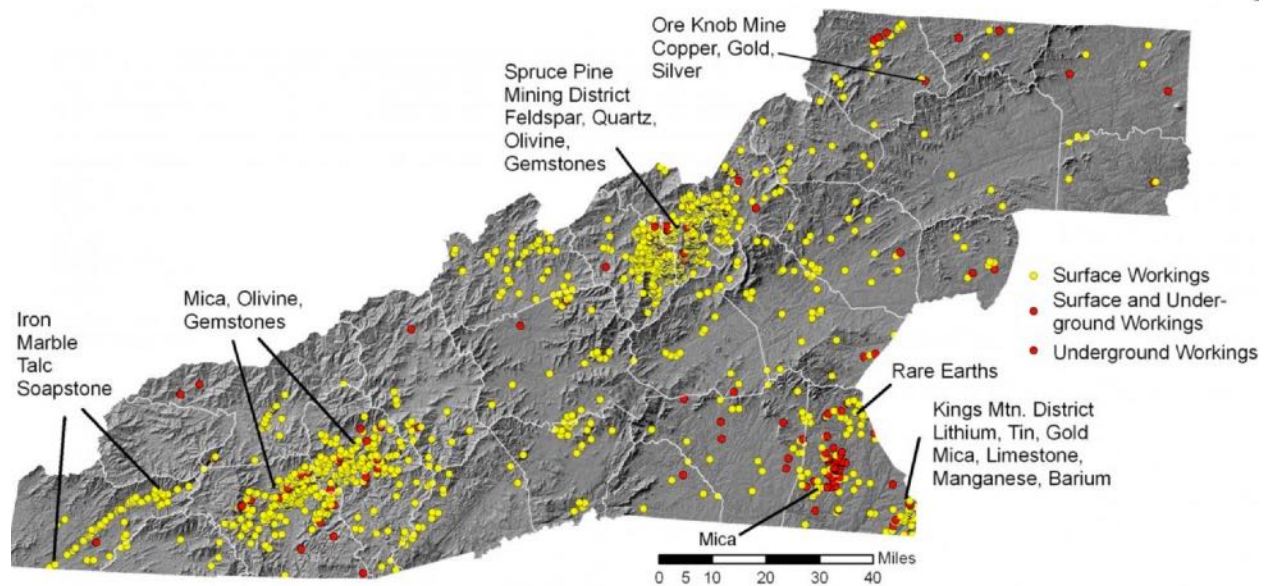 Ore Knob Mine
Copper, Gold,
Silver
Spruce Pine
Mining District
Feldspar, Quartz,
Olivine,
Gemstones
Mica, Olivine,
Gemstones
Iron
Marble
Talc
Soapstone
Surface Workings
Surface and Under-
ground Workings
Underground Workings
Rare Earths
Kings Mtn. District
Lithium, Tin, Gold
Mica, Limestone,
Manganese, Barium
Mica
Miles
0 5 10 20 30 40